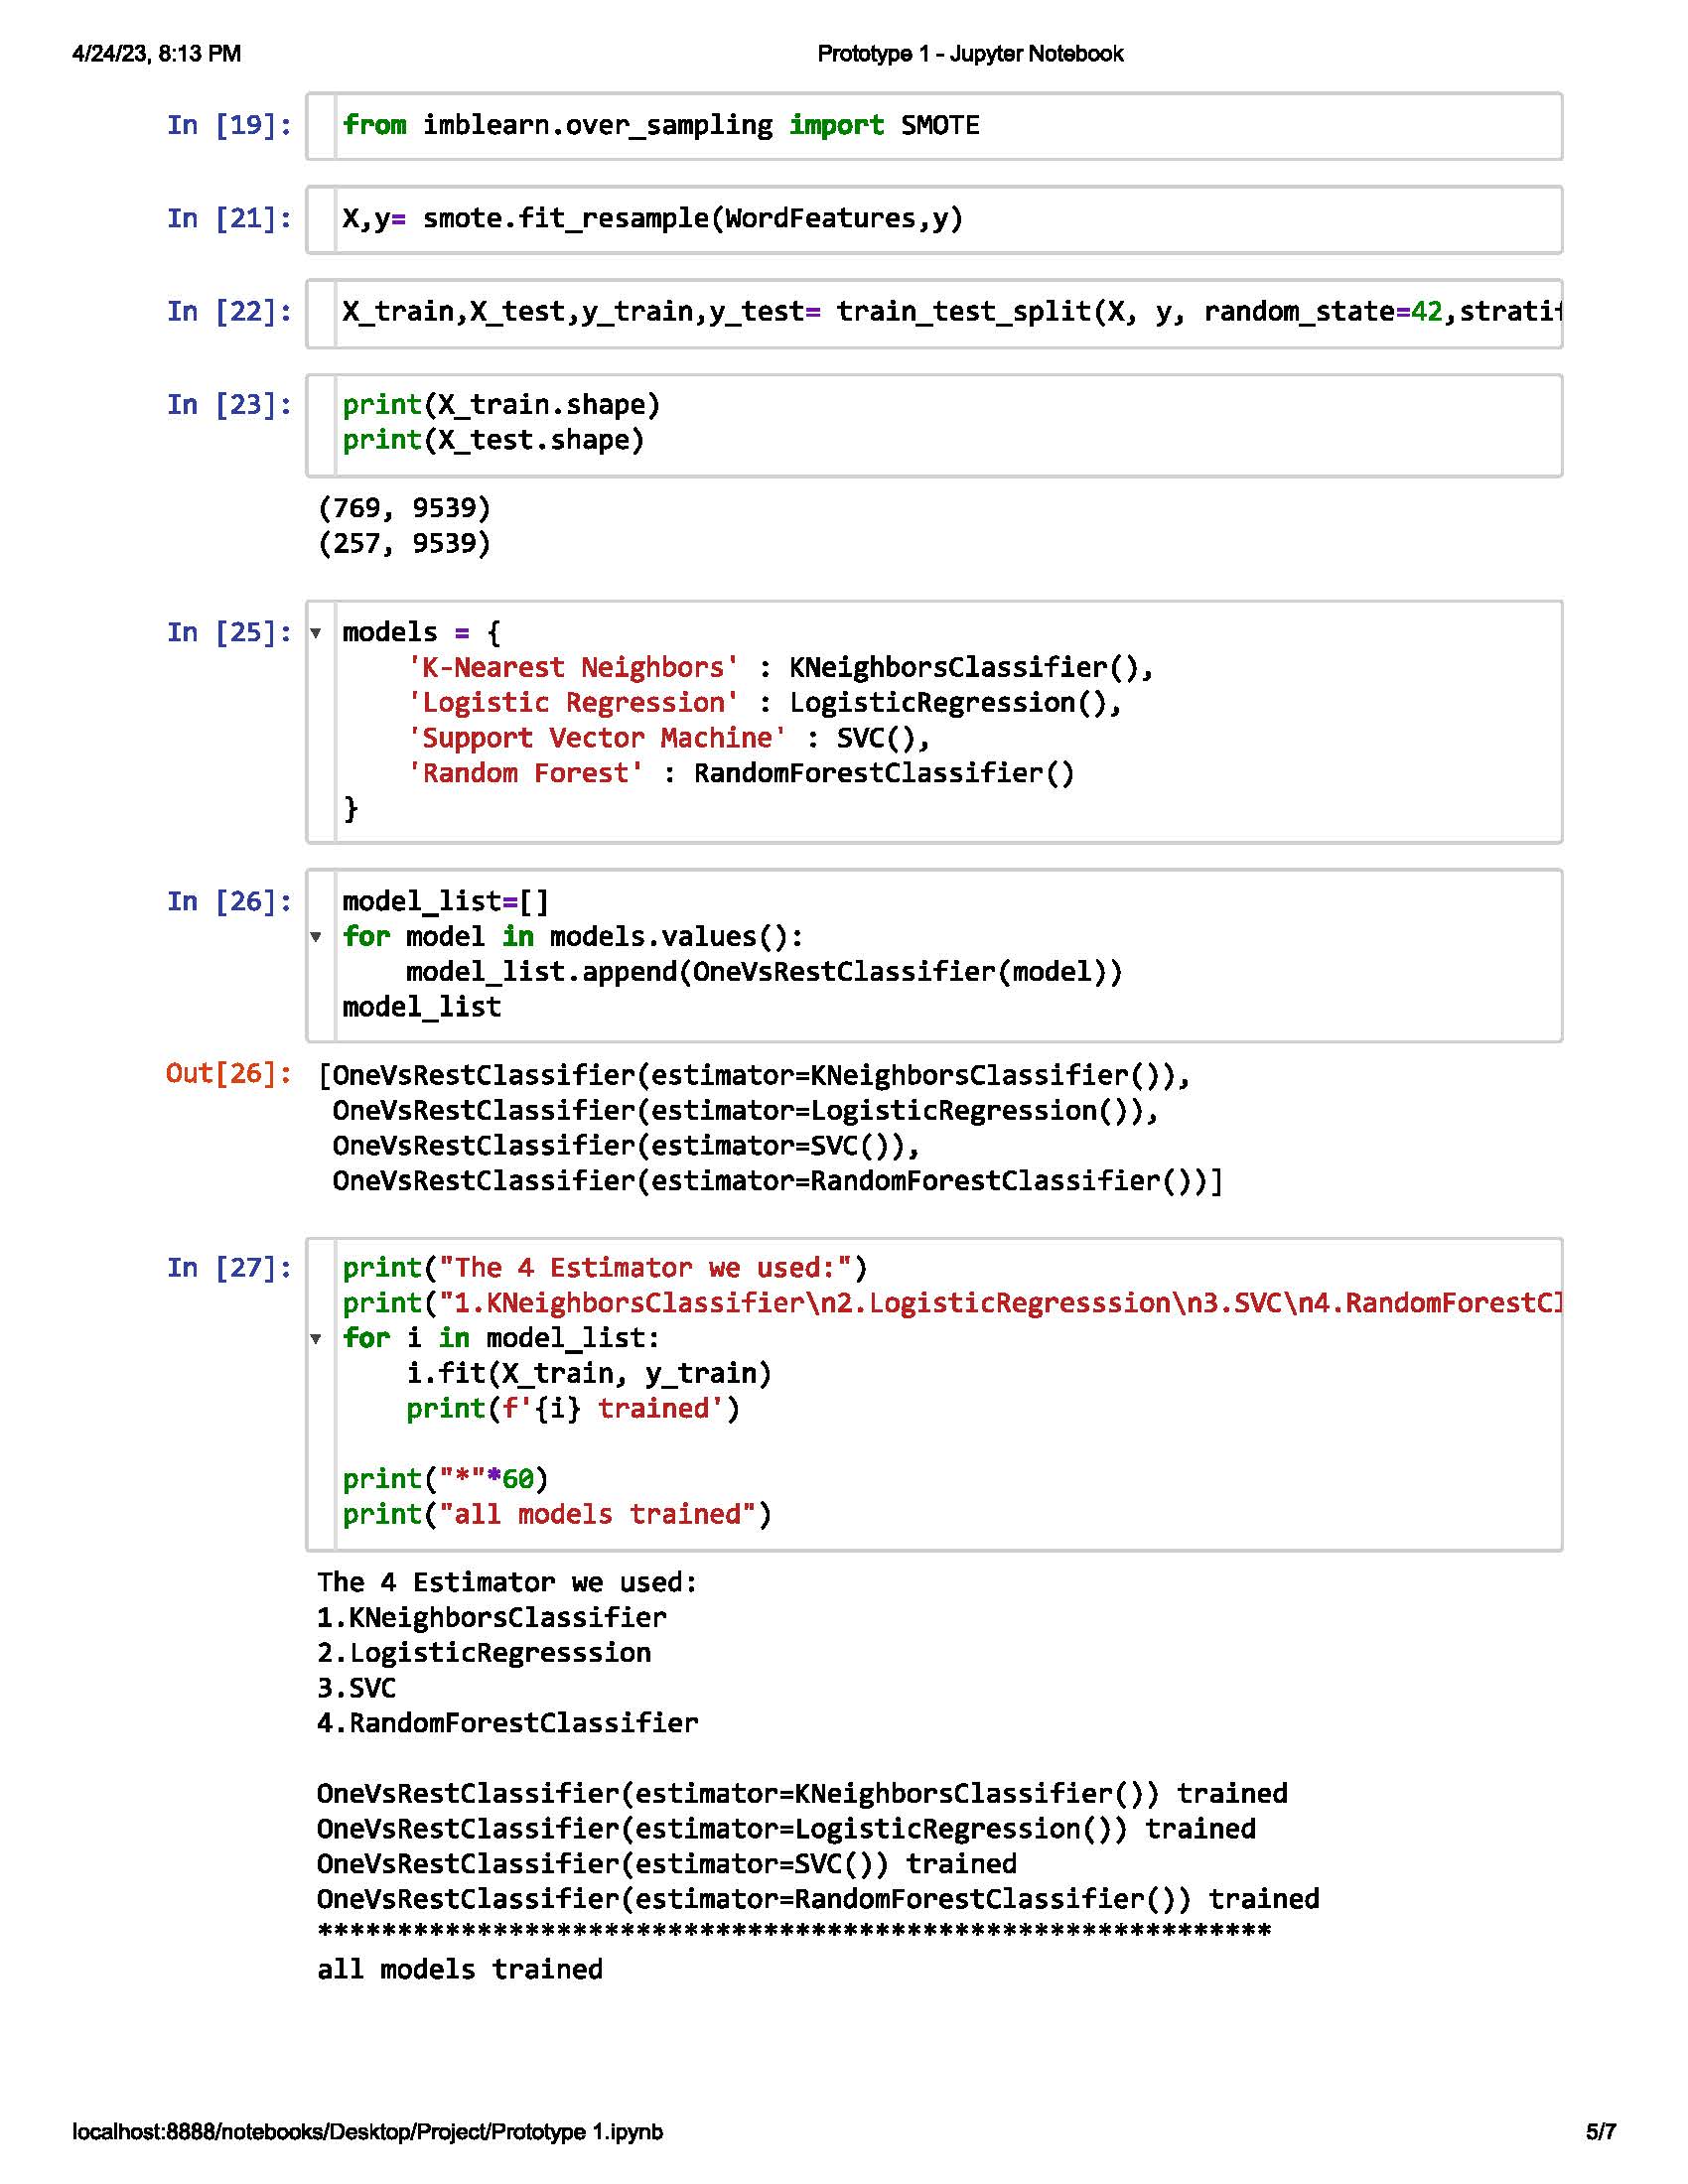 4/24/23, 8:13 PM
Prototype 1 - Jupyter Notebook
In [19]: from imblearn.over_sampling import SMOTE
In [21]: X,y= smote.fit_resample(WordFeatures,y)
In [22]: X_train,X_test,y_train,y_test= train_test_split(X, y, random_state=42,stratif
In [23]: print(X_train.shape)
print(X_test.shape)
(769, 9539)
(257, 9539)
In [25]: models = {
'K-Nearest Neighbors' : KNeighborsClassifier(),
'Logistic Regression' : LogisticRegression(),
'Support Vector Machine' : SVC(),
'Random Forest' : RandomForestClassifier()
}
In [26]: model_list=[]
for model in models.values():
model_list.append(OneVsRestClassifier(model))
model_list
Out[26]: [OneVsRestClassifier(estimator=KNeighborsClassifier()),
OneVsRestClassifier(estimator=LogisticRegression()),
OneVsRestClassifier(estimator=SVC()),
OneVsRestClassifier(estimator=RandomForestClassifier())]
In [27]: print("The 4 Estimator we used:")
print("1.KNeighborsClassifier\n2.LogisticRegresssion\n3.SVC\n4.RandomForestCl
for i in model_list:
i.fit(X_train, y_train)
print(f'{i} trained')
print("*"*60)
print("all models trained")
The 4 Estimator we used:
1.KNeighborsClassifier
2.LogisticRegresssion
3.SVC
4.RandomForestClassifier
OneVsRestClassifier(estimator=KNeighborsClassifier()) trained
OneVsRestClassifier(estimator=LogisticRegression()) trained
OneVsRestClassifier(estimator=SVC()) trained
OneVsRestClassifier(estimator=RandomForestClassifier()) trained
************************************************************
all models trained
localhost:8888/notebooks/Desktop/Project/Prototype 1.ipynb
5/7